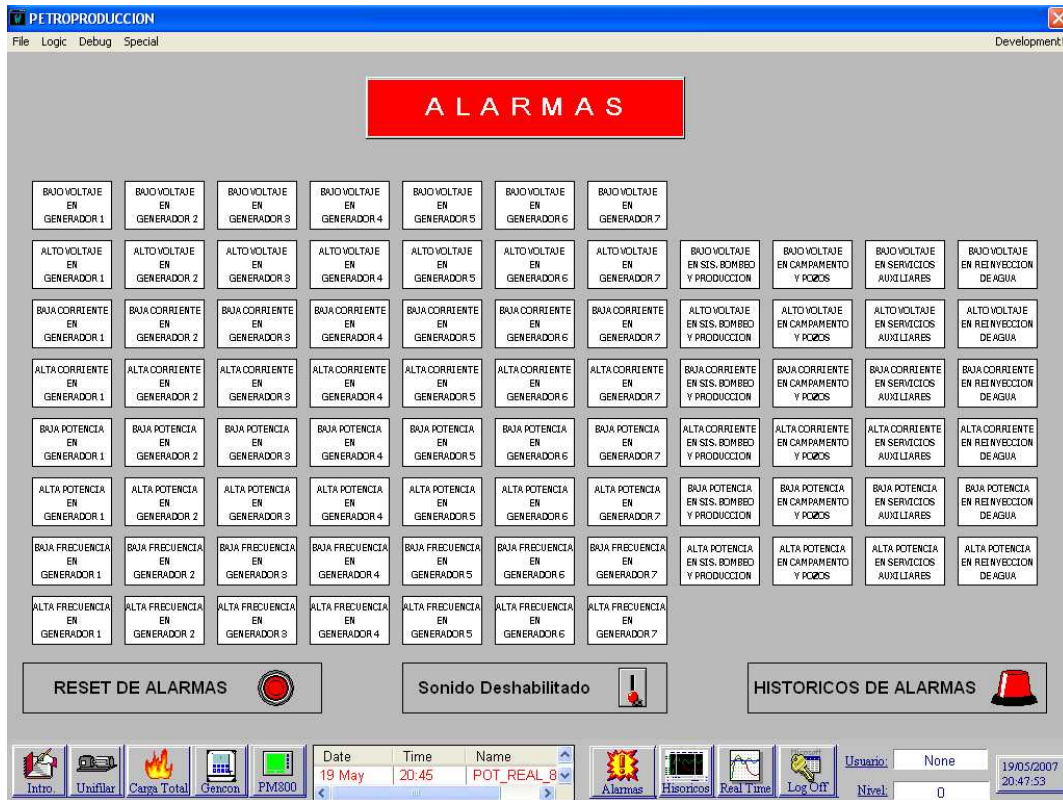 PETROPRODUCCION
File Logic Debug Special Development!
ALARMAS
BAJO VOLTAJE EN GENERADOR 1
BAJO VOLTAJE EN GENERADOR 2
BAJO VOLTAJE EN GENERADOR 3
BAJO VOLTAJE EN GENERADOR 4
BAJO VOLTAJE EN GENERADOR 5
BAJO VOLTAJE EN GENERADOR 6
BAJO VOLTAJE EN GENERADOR 7
ALTO VOLTAJE EN GENERADOR 1
ALTO VOLTAJE EN GENERADOR 2
ALTO VOLTAJE EN GENERADOR 3
ALTO VOLTAJE EN GENERADOR 4
ALTO VOLTAJE EN GENERADOR 5
ALTO VOLTAJE EN GENERADOR 6
ALTO VOLTAJE EN GENERADOR 7
BAJO VOLTAJE EN SIS. BOMBEO Y PRODUCCION
BAJO VOLTAJE EN CAMPAMENTO Y POZOS
BAJO VOLTAJE EN SERVICIOS AUXILIARES
BAJO VOLTAJE EN REINYECCION DE AGUA
BAJA CORRIENTE EN GENERADOR 1
BAJA CORRIENTE EN GENERADOR 2
BAJA CORRIENTE EN GENERADOR 3
BAJA CORRIENTE EN GENERADOR 4
BAJA CORRIENTE EN GENERADOR 5
BAJA CORRIENTE EN GENERADOR 6
BAJA CORRIENTE EN GENERADOR 7
ALTO VOLTAJE EN SIS. BOMBEO Y PRODUCCION
ALTO VOLTAJE EN CAMPAMENTO Y POZOS
ALTO VOLTAJE EN SERVICIOS AUXILIARES
ALTO VOLTAJE EN REINYECCION DE AGUA
ALTA CORRIENTE EN GENERADOR 1
ALTA CORRIENTE EN GENERADOR 2
ALTA CORRIENTE EN GENERADOR 3
ALTA CORRIENTE EN GENERADOR 4
ALTA CORRIENTE EN GENERADOR 5
ALTA CORRIENTE EN GENERADOR 6
ALTA CORRIENTE EN GENERADOR 7
BAJA CORRIENTE EN SIS. BOMBEO Y PRODUCCION
BAJA CORRIENTE EN CAMPAMENTO Y POZOS
BAJA CORRIENTE EN SERVICIOS AUXILIARES
BAJA CORRIENTE EN REINYECCION DE AGUA
BAJA POTENCIA EN GENERADOR 1
BAJA POTENCIA EN GENERADOR 2
BAJA POTENCIA EN GENERADOR 3
BAJA POTENCIA EN GENERADOR 4
BAJA POTENCIA EN GENERADOR 5
BAJA POTENCIA EN GENERADOR 6
BAJA POTENCIA EN GENERADOR 7
ALTA CORRIENTE EN SIS. BOMBEO Y PRODUCCION
ALTA CORRIENTE EN CAMPAMENTO Y POZOS
ALTA CORRIENTE EN SERVICIOS AUXILIARES
ALTA CORRIENTE EN REINYECCION DE AGUA
ALTA POTENCIA EN GENERADOR 1
ALTA POTENCIA EN GENERADOR 2
ALTA POTENCIA EN GENERADOR 3
ALTA POTENCIA EN GENERADOR 4
ALTA POTENCIA EN GENERADOR 5
ALTA POTENCIA EN GENERADOR 6
ALTA POTENCIA EN GENERADOR 7
BAJA POTENCIA EN SIS. BOMBEO Y PRODUCCION
BAJA POTENCIA EN CAMPAMENTO Y POZOS
BAJA POTENCIA EN SERVICIOS AUXILIARES
BAJA POTENCIA EN REINYECCION DE AGUA
BAJA FRECUENCIA EN GENERADOR 1
BAJA FRECUENCIA EN GENERADOR 2
BAJA FRECUENCIA EN GENERADOR 3
BAJA FRECUENCIA EN GENERADOR 4
BAJA FRECUENCIA EN GENERADOR 5
BAJA FRECUENCIA EN GENERADOR 6
BAJA FRECUENCIA EN GENERADOR 7
ALTA POTENCIA EN SIS. BOMBEO Y PRODUCCION
ALTA POTENCIA EN CAMPAMENTO Y POZOS
ALTA POTENCIA EN SERVICIOS AUXILIARES
ALTA POTENCIA EN REINYECCION DE AGUA
ALTA FRECUENCIA EN GENERADOR 1
ALTA FRECUENCIA EN GENERADOR 2
ALTA FRECUENCIA EN GENERADOR 3
ALTA FRECUENCIA EN GENERADOR 4
ALTA FRECUENCIA EN GENERADOR 5
ALTA FRECUENCIA EN GENERADOR 6
ALTA FRECUENCIA EN GENERADOR 7
RESET DE ALARMAS
Sonido Deshabilitado
HISTORICOS DE ALARMAS
Intro.
Unifilar
Carga Total
Gencon
PM800
Date Time Name
19 May 20:45 POT_REAL_8
Alarmas
Hisoricos
Real Time
Microsoft
Log Off
Usuario: None
Nivel: 0
19/05/2007
20:47:53